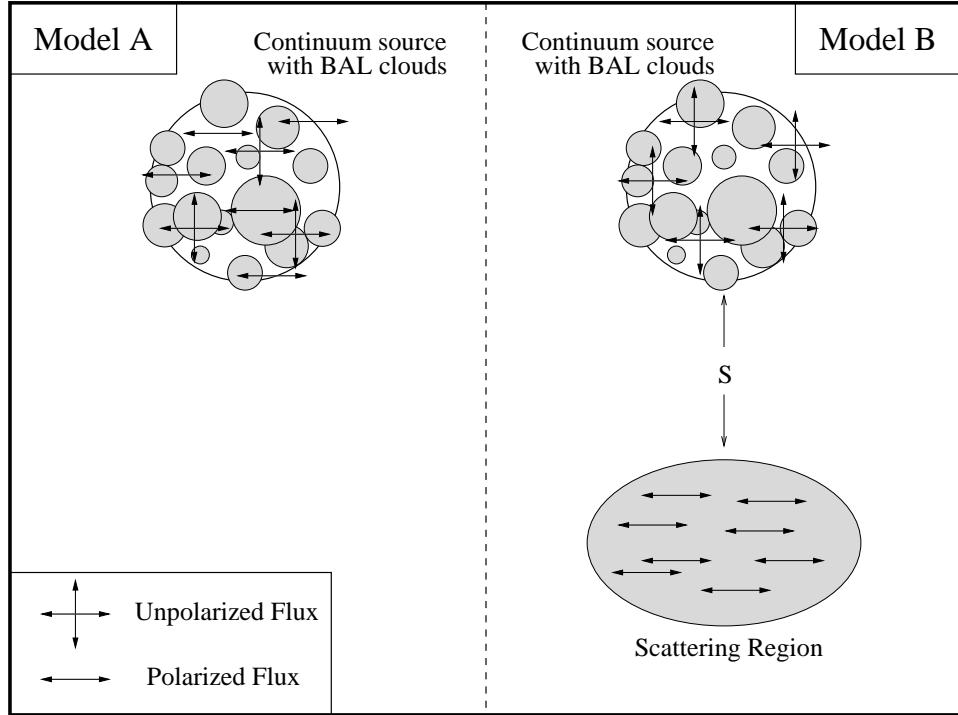 Model A
Continuum source
with BAL clouds
Continuum source
with BAL clouds
Model B
S
Scattering Region
Unpolarized Flux
Polarized Flux